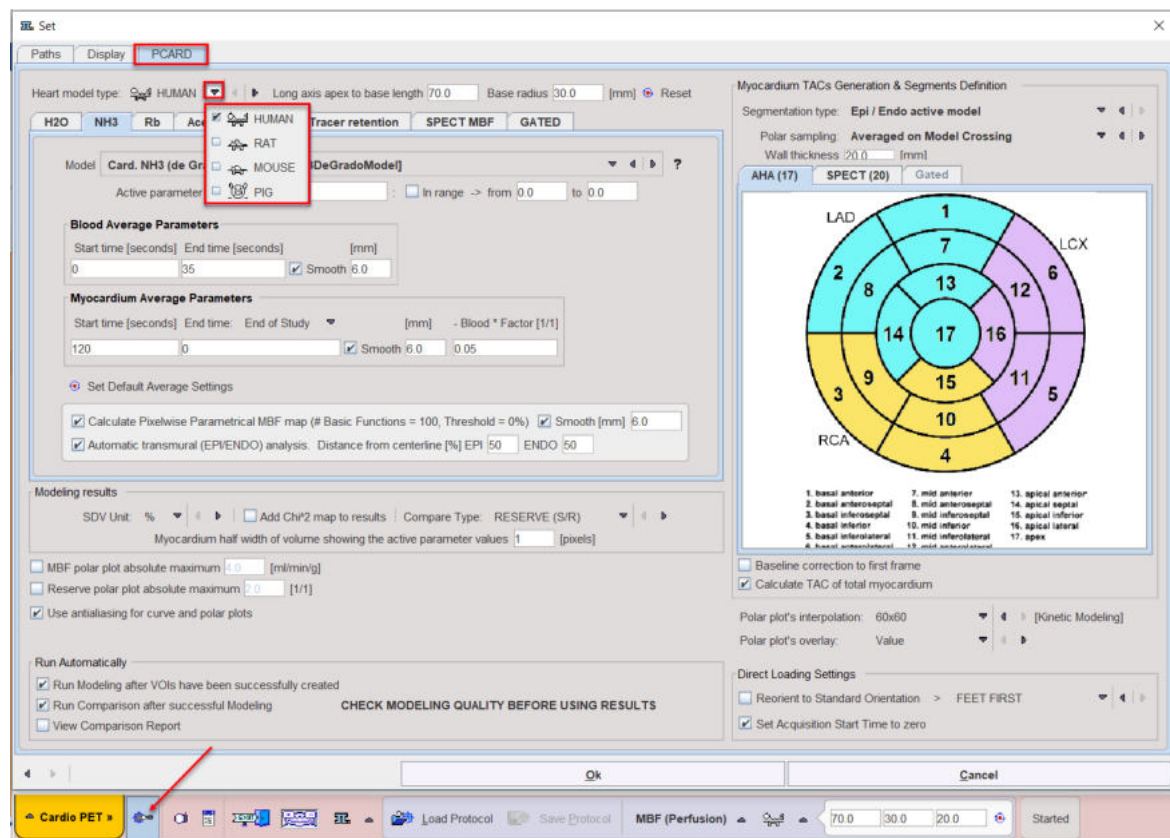 Set
Paths Display PCARD
Heart model type: HUMAN Long axis apex to base length 70.0 Base radius 30.0 [mm] Reset
HUMAN
RAT
MOUSE
PIG
H2O NH3 Rb Ace Tracer retention SPECT MBF GATED
Model Card. NH3 (de Gr DeGradoModel] ?
Active parameter : In range -> from 0.0 to 0.0
Blood Average Parameters
Start time [seconds] End time [seconds] [mm]
0 35 Smooth 6.0
Myocardium Average Parameters
Start time [seconds] End time: End of Study [mm] - Blood * Factor [1/1]
120 0 Smooth 6.0 0.05
Set Default Average Settings
Calculate Pixelwise Parametrical MBF map (# Basic Functions = 100, Threshold = 0%) Smooth [mm] 6.0
Automatic transmural (EPI/ENDO) analysis. Distance from centerline [%] EPI 50 ENDO 50
Modeling results
SDV Unit: % Add Chi^2 map to results Compare Type: RESERVE (S/R)
Myocardium half width of volume showing the active parameter values 1 [pixels]
MBF polar plot absolute maximum 4.0 [ml/min/g]
Reserve polar plot absolute maximum 2.0 [1/1]
Use antialiasing for curve and polar plots
Run Automatically
Run Modeling after VOIs have been successfully created
Run Comparison after successful Modeling CHECK MODELING QUALITY BEFORE USING RESULTS
View Comparison Report
Myocardium TACs Generation & Segments Definition
Segmentation type: Epi / Endo active model
Polar sampling: Averaged on Model Crossing
Wall thickness 20.0 [mm]
AHA (17) SPECT (20) Gated
LAD
LCX
RCA
1
7
13
2
8
14
17
16
12
6
3
9
15
11
5
10
4
1. basal anterior 7. mid anterior 13. apical anterior
2. basal anteroseptal 8. mid anteroseptal 14. apical septal
3. basal inferoseptal 9. mid inferoseptal 15. apical inferior
4. basal inferior 10. mid inferior 16. apical lateral
5. basal inferolateral 11. mid inferolateral 17. apex
6. basal anterolateral 12. mid anterolateral
Baseline correction to first frame
Calculate TAC of total myocardium
Polar plot's interpolation: 60x60 [Kinetic Modeling]
Polar plot's overlay: Value
Direct Loading Settings
Reorient to Standard Orientation > FEET FIRST
Set Acquisition Start Time to zero
Ok Cancel
Cardio PET » Load Protocol Save Protocol MBF (Perfusion) 70.0 30.0 20.0 Started